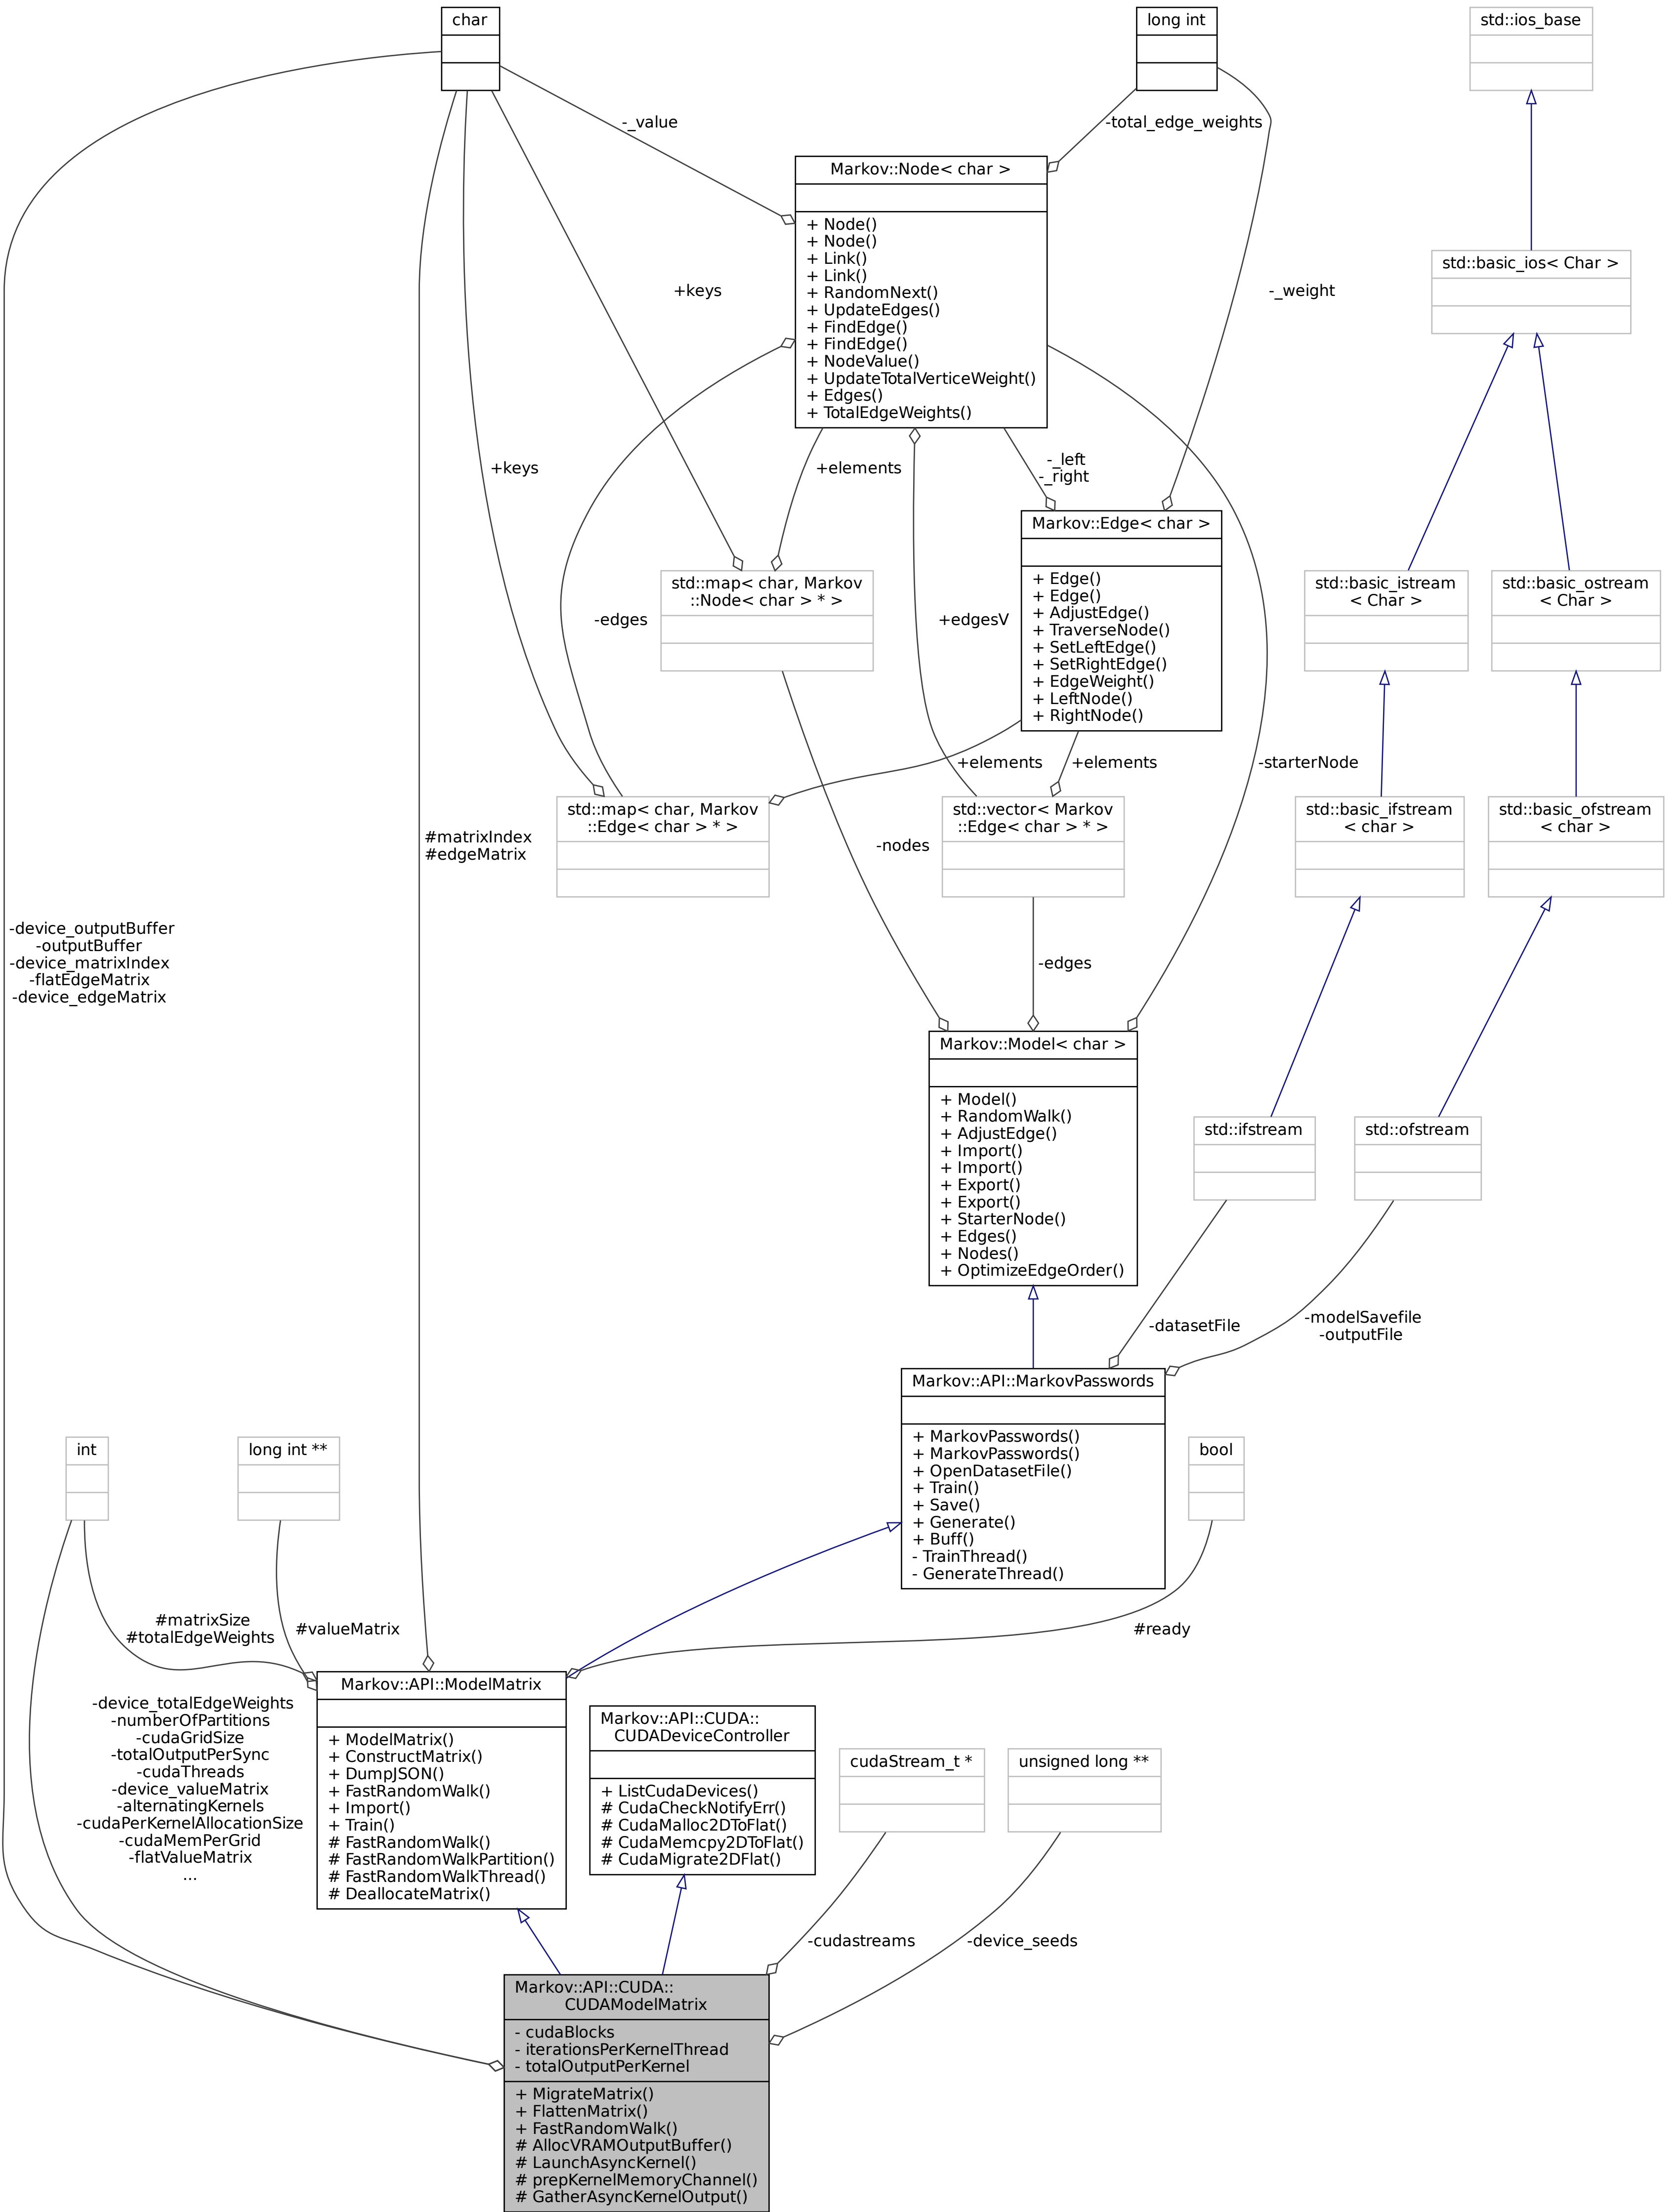 char
long int
std::ios_base
-_value
-total_edge_weights
Markov::Node< char >
+ Node()
+ Node()
+ Link()
+ Link()
+ RandomNext()
+ UpdateEdges()
+ FindEdge()
+ FindEdge()
+ NodeValue()
+ UpdateTotalVerticeWeight()
+ Edges()
+ TotalEdgeWeights()
std::basic_ios< Char >
+keys
-_weight
+keys
+elements
-_left
-_right
Markov::Edge< char >
+ Edge()
+ Edge()
+ AdjustEdge()
+ TraverseNode()
+ SetLeftEdge()
+ SetRightEdge()
+ EdgeWeight()
+ LeftNode()
+ RightNode()
std::map< char, Markov
::Node< char > * >
std::basic_istream
< Char >
std::basic_ostream
< Char >
-edges
+edgesV
+elements
+elements
-starterNode
std::map< char, Markov
::Edge< char > * >
std::vector< Markov
::Edge< char > * >
std::basic_ifstream
< char >
std::basic_ofstream
< char >
#matrixIndex
#edgeMatrix
-nodes
-device_outputBuffer
-outputBuffer
-device_matrixIndex
-flatEdgeMatrix
-device_edgeMatrix
-edges
Markov::Model< char >
+ Model()
+ RandomWalk()
+ AdjustEdge()
+ Import()
+ Import()
+ Export()
+ Export()
+ StarterNode()
+ Edges()
+ Nodes()
+ OptimizeEdgeOrder()
std::ifstream
std::ofstream
-datasetFile
-modelSavefile
-outputFile
Markov::API::MarkovPasswords
+ MarkovPasswords()
+ MarkovPasswords()
+ OpenDatasetFile()
+ Train()
+ Save()
+ Generate()
+ Buff()
- TrainThread()
- GenerateThread()
int
long int **
bool
#matrixSize
#totalEdgeWeights
#valueMatrix
#ready
Markov::API::ModelMatrix
+ ModelMatrix()
+ ConstructMatrix()
+ DumpJSON()
+ FastRandomWalk()
+ Import()
+ Train()
# FastRandomWalk()
# FastRandomWalkPartition()
# FastRandomWalkThread()
# DeallocateMatrix()
-device_totalEdgeWeights
-numberOfPartitions
-cudaGridSize
-totalOutputPerSync
-cudaThreads
-device_valueMatrix
-alternatingKernels
-cudaPerKernelAllocationSize
-cudaMemPerGrid
-flatValueMatrix
...
Markov::API::CUDA::
CUDADeviceController
+ ListCudaDevices()
# CudaCheckNotifyErr()
# CudaMalloc2DToFlat()
# CudaMemcpy2DToFlat()
# CudaMigrate2DFlat()
cudaStream_t *
unsigned long **
-cudastreams
-device_seeds
Markov::API::CUDA::
CUDAModelMatrix
- cudaBlocks
- iterationsPerKernelThread
- totalOutputPerKernel
+ MigrateMatrix()
+ FlattenMatrix()
+ FastRandomWalk()
# AllocVRAMOutputBuffer()
# LaunchAsyncKernel()
# prepKernelMemoryChannel()
# GatherAsyncKernelOutput()